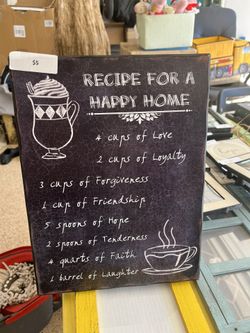 $5
RECIPE FOR A
HAPPY HOME
4 cups of Love
2 cups of Loyalty
3 cups of Forgiveness
1 cup of Friendship
5 spoons of Hope
2 spoons of Tenderness
4 quarts of Faith
1 barrel of Laughter